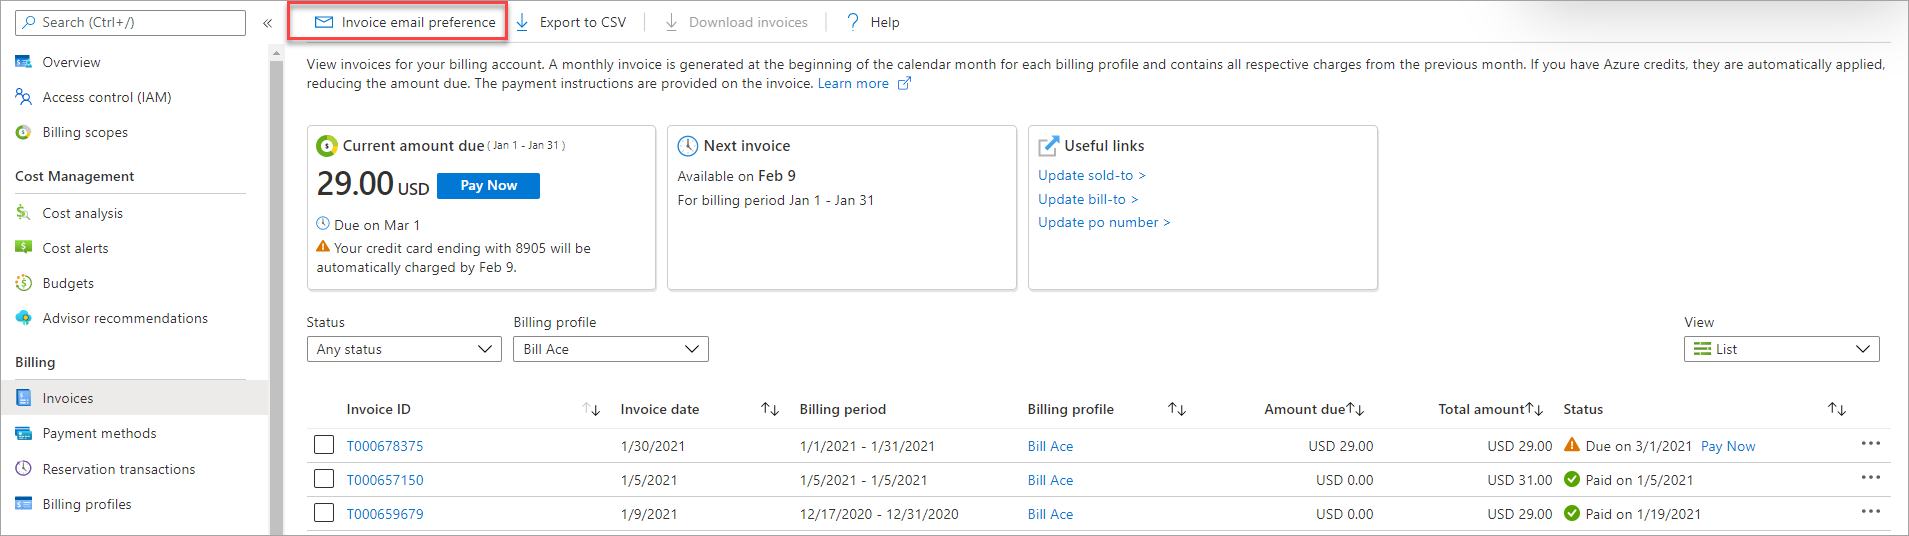 Search (Ctrl+/)
«
Overview
Access control (IAM)
Billing scopes
Cost Management
Cost analysis
Cost alerts
Budgets
Advisor recommendations
Billing
Invoices
Payment methods
Reservation transactions
Billing profiles
Invoice email preference
Export to CSV
Download invoices
? Help
View invoices for your billing account. A monthly invoice is generated at the beginning of the calendar month for each billing profile and contains all respective charges from the previous month. If you have Azure credits, they are automatically applied,
reducing the amount due. The payment instructions are provided on the invoice. Learn more
Current amount due ( Jan 1 - Jan 31 )
29.00 USD Pay Now
Due on Mar 1
Your credit card ending with 8905 will be
automatically charged by Feb 9.
Next invoice
Available on Feb 9
For billing period Jan 1 - Jan 31
Useful links
Update sold-to >
Update bill-to >
Update po number >
Status
Any status
Billing profile
Bill Ace
View
List
Invoice ID Invoice date Billing period Billing profile Amount due Total amount Status
T000678375 1/30/2021 1/1/2021 - 1/31/2021 Bill Ace USD 29.00 USD 29.00 Due on 3/1/2021 Pay Now ...
T000657150 1/5/2021 1/5/2021 - 1/5/2021 Bill Ace USD 0.00 USD 31.00 Paid on 1/5/2021 ...
T000659679 1/9/2021 12/17/2020 - 12/31/2020 Bill Ace USD 0.00 USD 29.00 Paid on 1/19/2021 ...